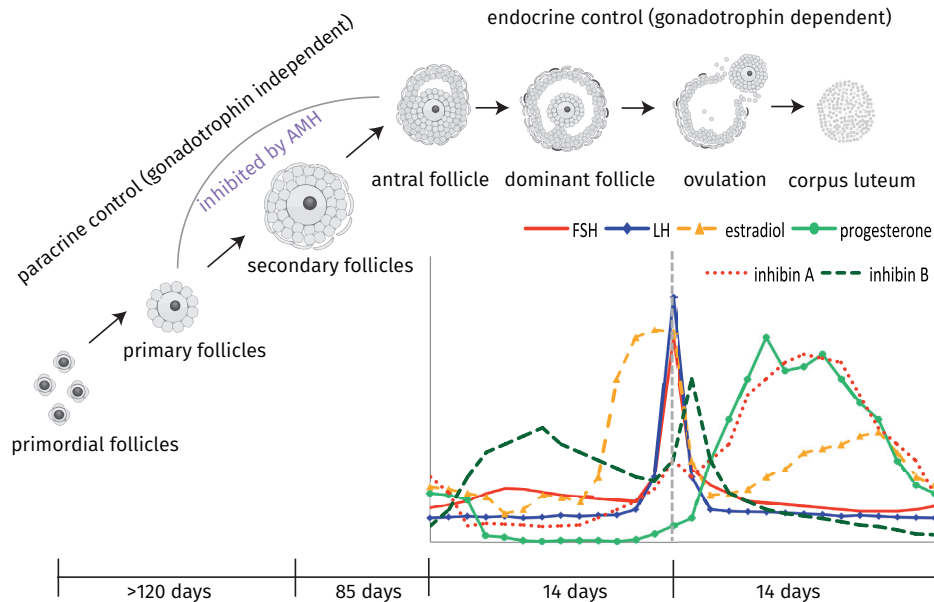 endocrine control (gonadotrophin dependent)
paracrine control (gonadotrophin independent)
inhibited by AMH
antral follicle
dominant follicle
ovulation
corpus luteum
secondary follicles
primary follicles
primordial follicles
FSH
LH
estradiol
progesterone
inhibin A
inhibin B
>120 days
85 days
14 days
14 days